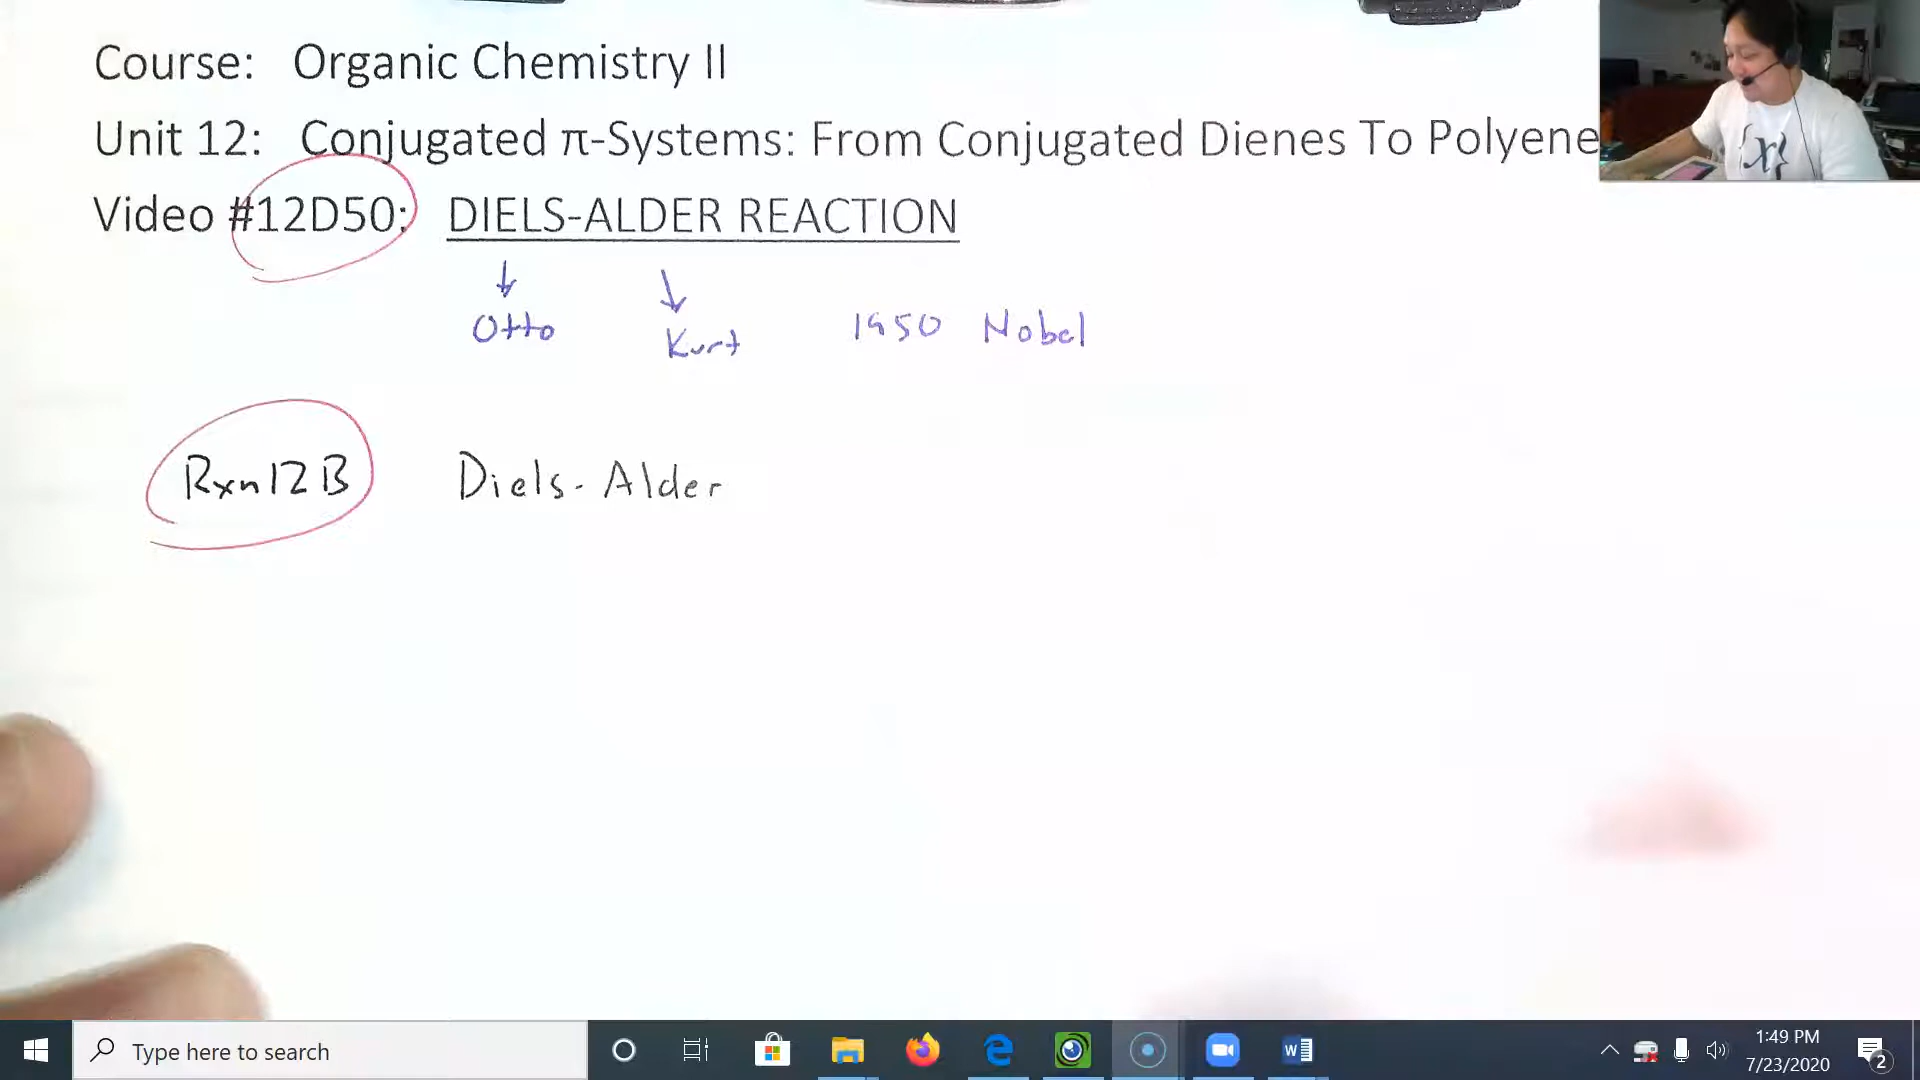 Course: Organic Chemistry II
Unit 12: Conjugated π-Systems: From Conjugated Dienes To Polyene
Video #12D50: DIELS-ALDER REACTION
Otto Kurt 1950 Nobel
Rxn12B Diels-Alder
{x}
Type here to search
1:49 PM
7/23/2020
2